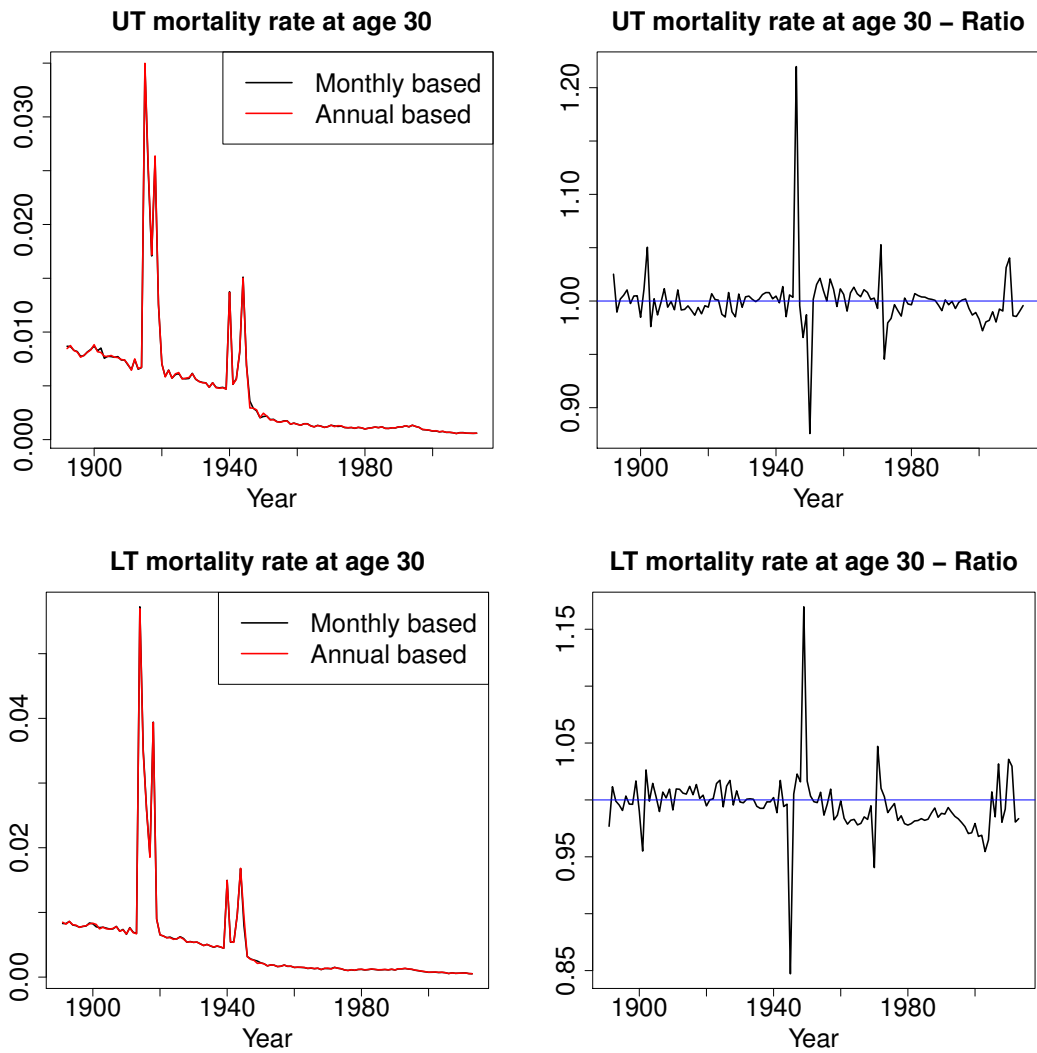 UT mortality rate at age 30
Monthly based
Annual based
0.000
0.010
0.020
0.030
1900
1940
1980
Year
UT mortality rate at age 30 − Ratio
0.90
1.00
1.10
1.20
1900
1940
1980
Year
LT mortality rate at age 30
Monthly based
Annual based
0.00
0.02
0.04
1900
1940
1980
Year
LT mortality rate at age 30 − Ratio
0.85
0.95
1.05
1.15
1900
1940
1980
Year